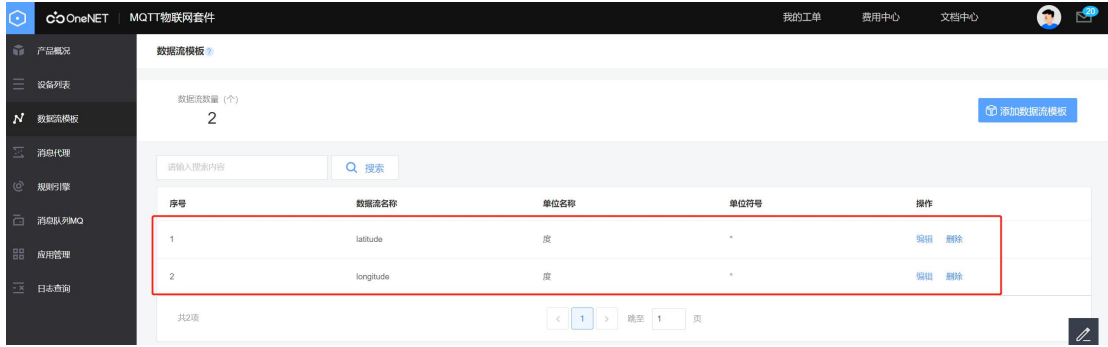 OneNET MQTT物联网套件 我的工单 费用中心 文档中心 20
产品概况
设备列表
数据流模板
消息代理
规则引擎
消息队列MQ
应用管理
日志查询
数据流模板 ?
数据流数量 (个)
2
添加数据流模板
请输入搜索内容 搜索
序号 数据流名称 单位名称 单位符号 操作
1 latitude 度 ° 编辑 删除
2 longitude 度 ° 编辑 删除
共2项 < 1 > 跳至 1 页